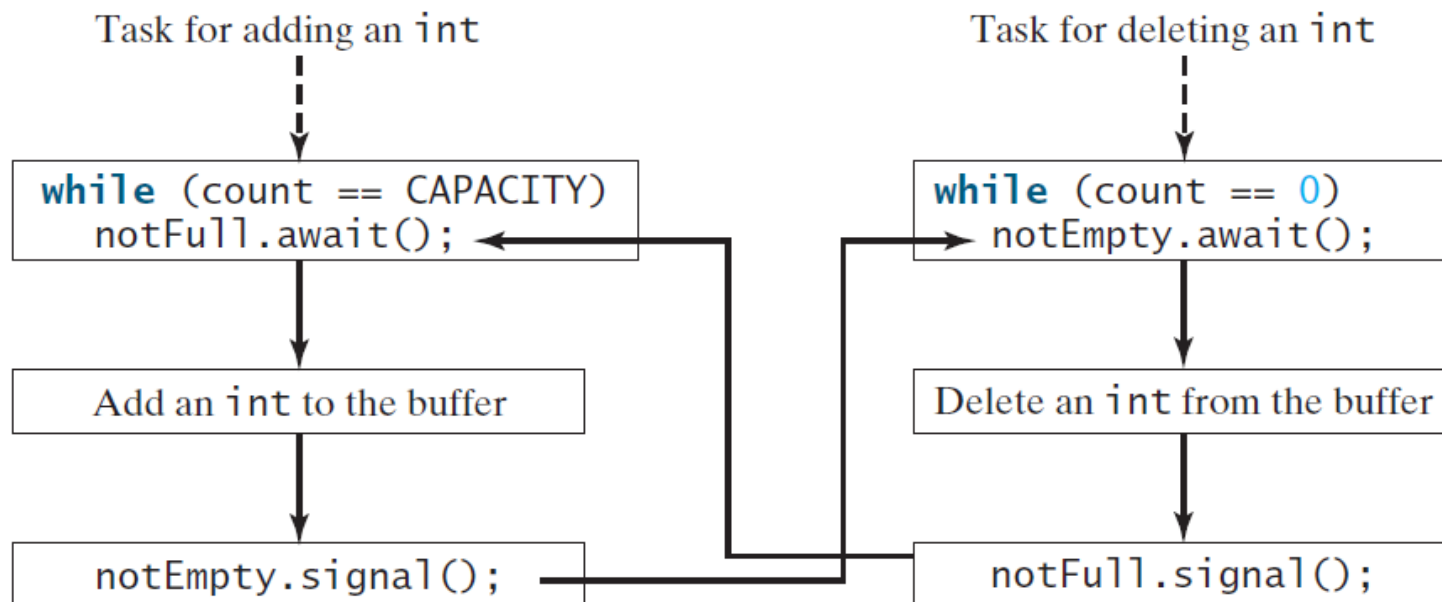 Task for adding an int
while (count == CAPACITY)
notFull.await();
Add an int to the buffer
notEmpty.signal();
Task for deleting an int
while (count == 0)
notEmpty.await();
Delete an int from the buffer
notFull.signal();